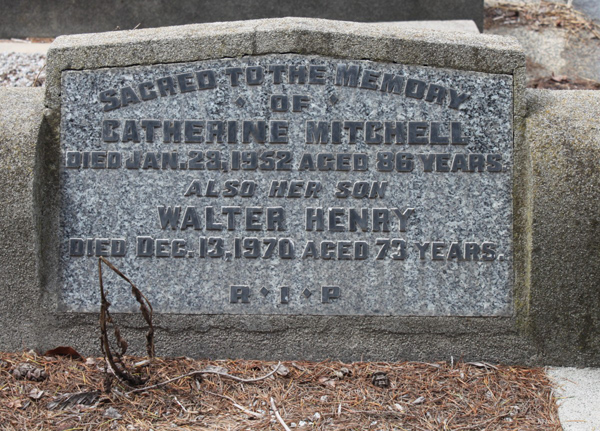 SACRED TO THE MEMORY
OF
CATHERINE MITCHELL
DIED JAN. 23, 1952 AGED 86 YEARS.
ALSO HER SON
WALTER HENRY
DIED DEC. 13, 1970 AGED 73 YEARS.
R · I · P